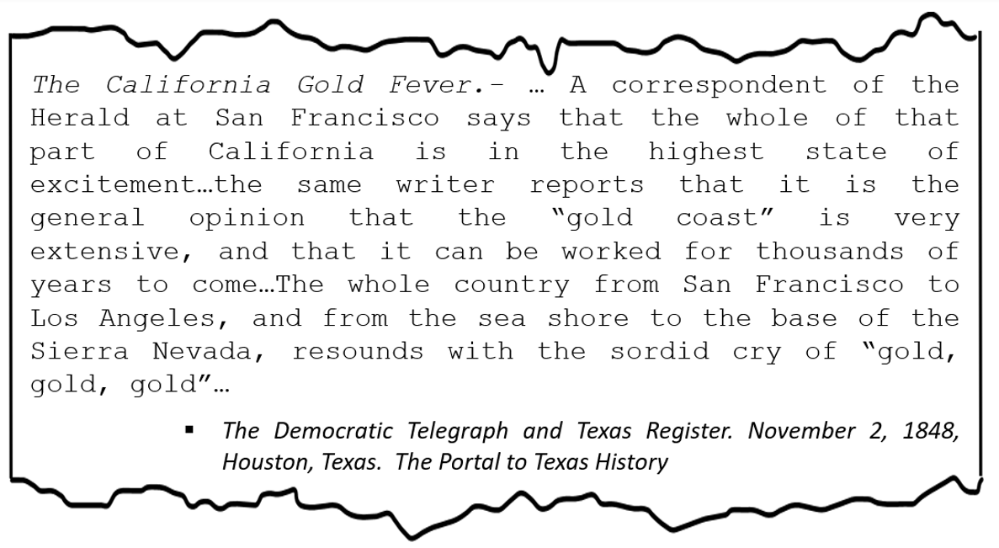 The California Gold Fever.- … A correspondent of the
Herald at San Francisco says that the whole of that
part of California is in the highest state of
excitement…the same writer reports that it is the
general opinion that the “gold coast” is very
extensive, and that it can be worked for thousands of
years to come…The whole country from San Francisco to
Los Angeles, and from the sea shore to the base of the
Sierra Nevada, resounds with the sordid cry of “gold,
gold, gold”…
▪ The Democratic Telegraph and Texas Register. November 2, 1848,
Houston, Texas. The Portal to Texas History